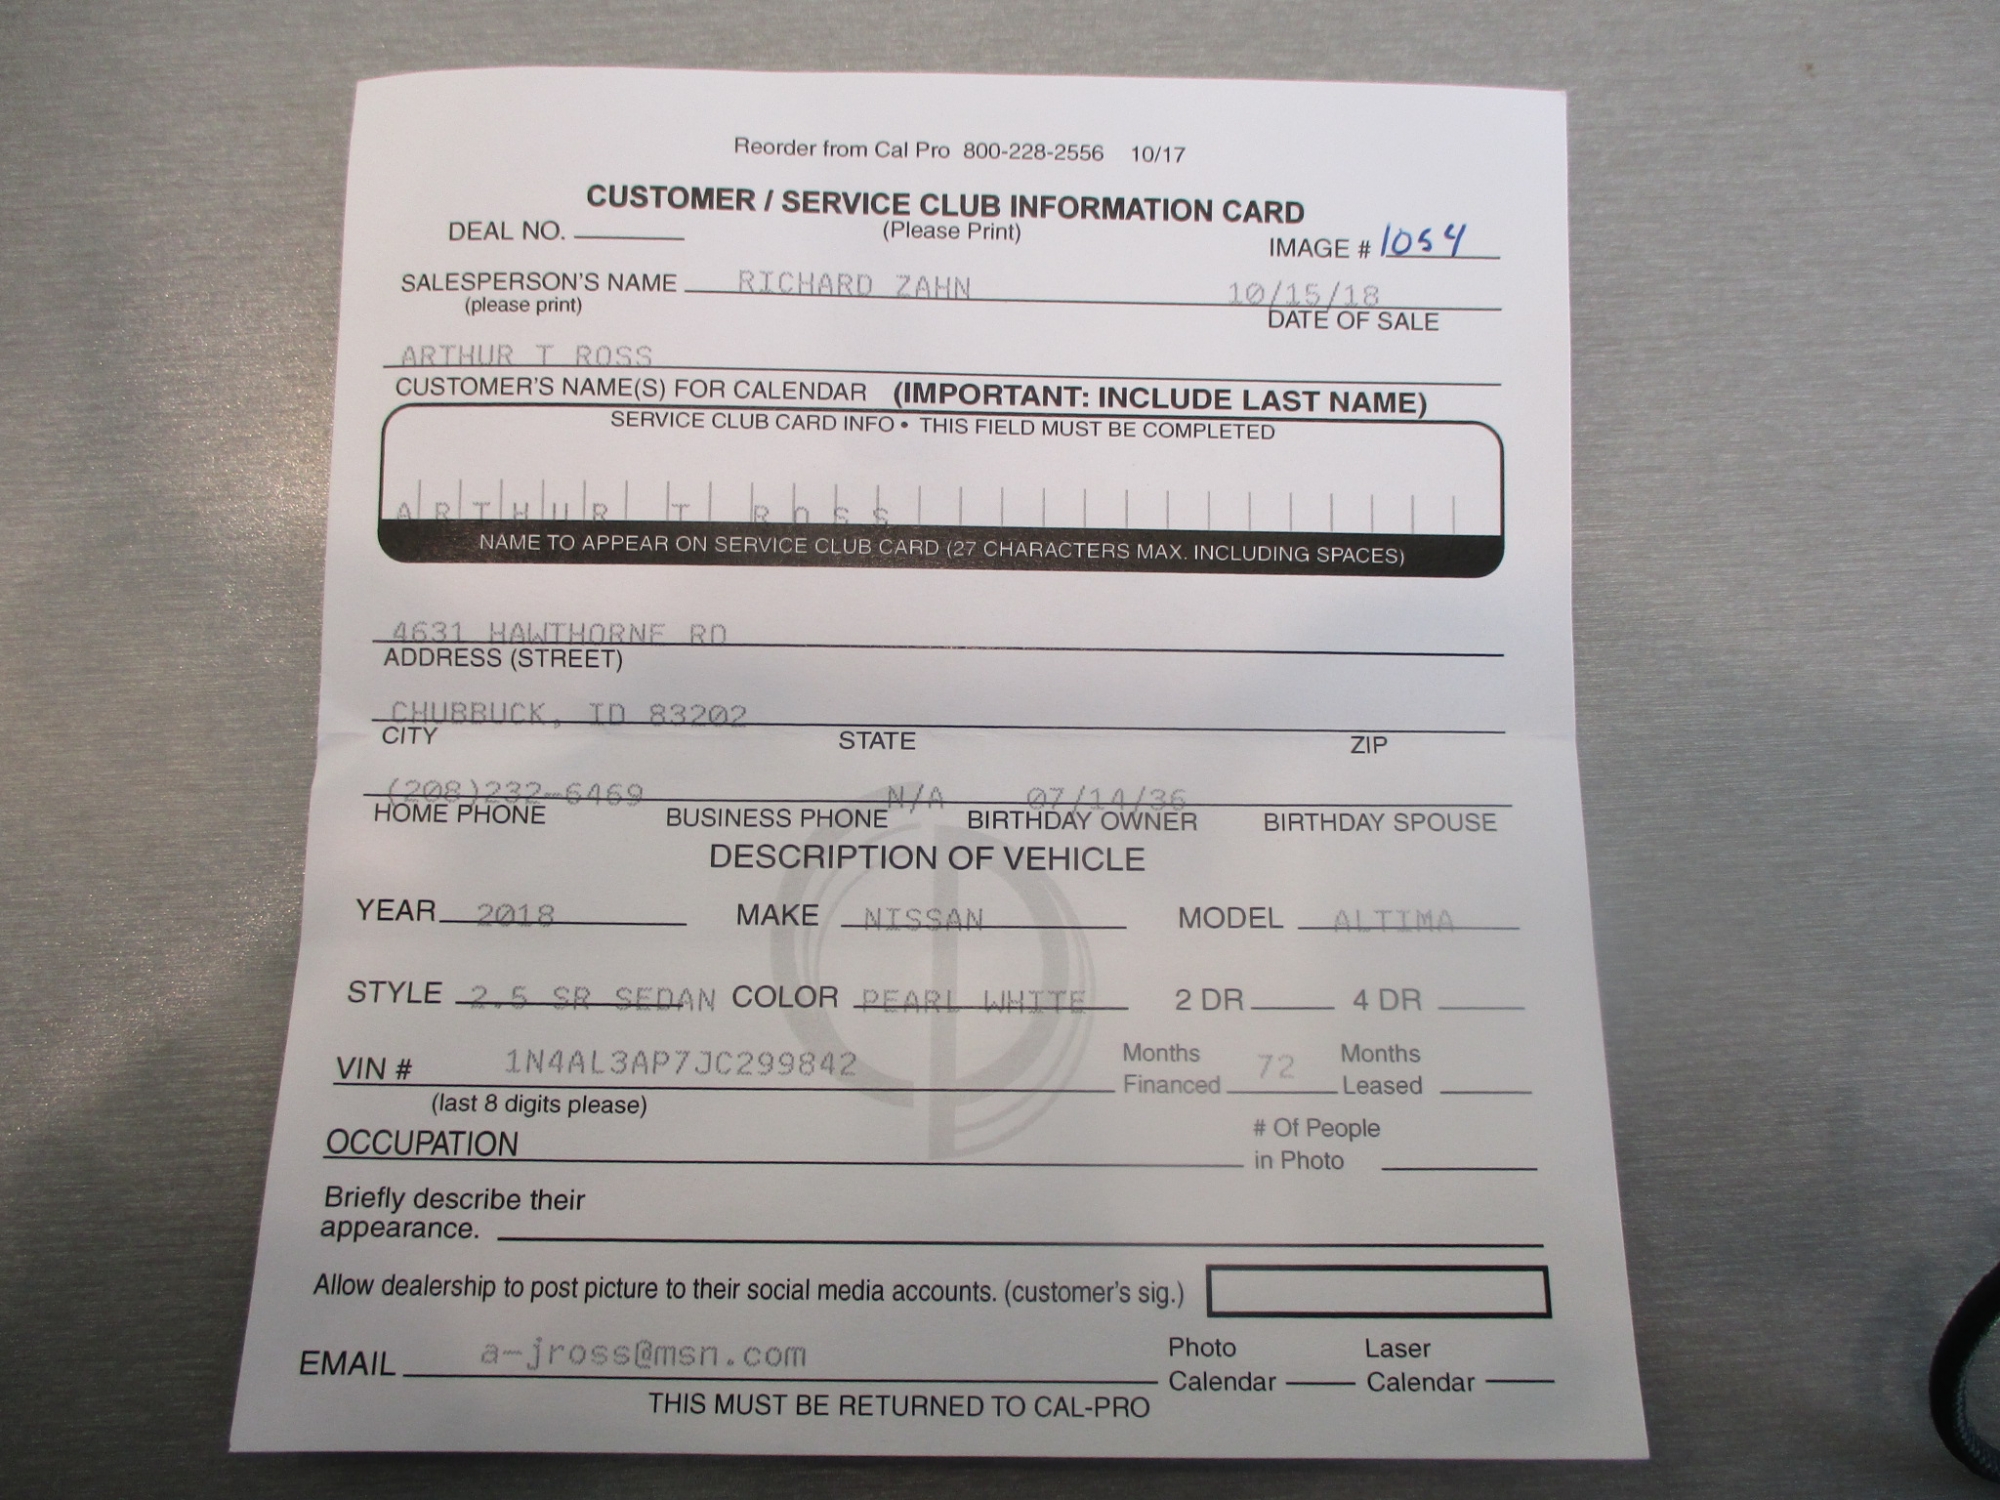 Reorder from Cal Pro 800-228-2556 10/17
CUSTOMER / SERVICE CLUB INFORMATION CARD
DEAL NO. (Please Print) IMAGE # 1054
SALESPERSON'S NAME RICHARD ZAHN 10/15/18
(please print) DATE OF SALE
ARTHUR T ROSS
CUSTOMER'S NAME(S) FOR CALENDAR (IMPORTANT: INCLUDE LAST NAME)
SERVICE CLUB CARD INFO • THIS FIELD MUST BE COMPLETED
ARTHUR T ROSS
NAME TO APPEAR ON SERVICE CLUB CARD (27 CHARACTERS MAX. INCLUDING SPACES)
4631 HAWTHORNE RD
ADDRESS (STREET)
CHUBBUCK, ID 83202
CITY STATE ZIP
(208)232-6469 N/A 07/14/36
HOME PHONE BUSINESS PHONE BIRTHDAY OWNER BIRTHDAY SPOUSE
DESCRIPTION OF VEHICLE
YEAR 2018 MAKE NISSAN MODEL ALTIMA
STYLE 2.5 SR SEDAN COLOR PEARL WHITE 2 DR 4 DR
VIN # 1N4AL3AP7JC299842 Months Financed 72 Months Leased
(last 8 digits please)
OCCUPATION # Of People in Photo
Briefly describe their
appearance.
Allow dealership to post picture to their social media accounts. (customer's sig.)
EMAIL a-jross@msn.com Photo Calendar Laser Calendar
THIS MUST BE RETURNED TO CAL-PRO